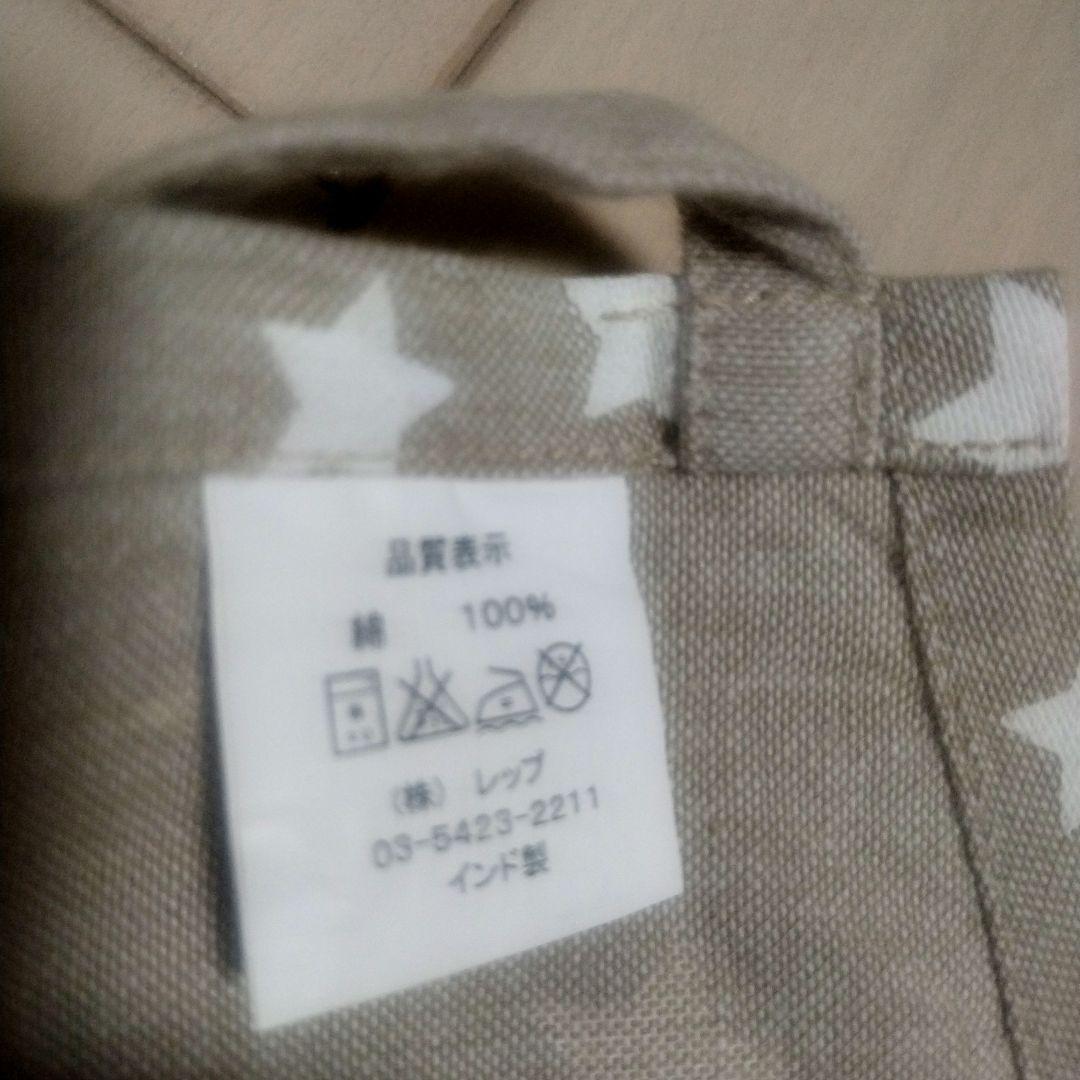 品質表示
綿 100%
(株) レップ
03-5423-2211
インド製